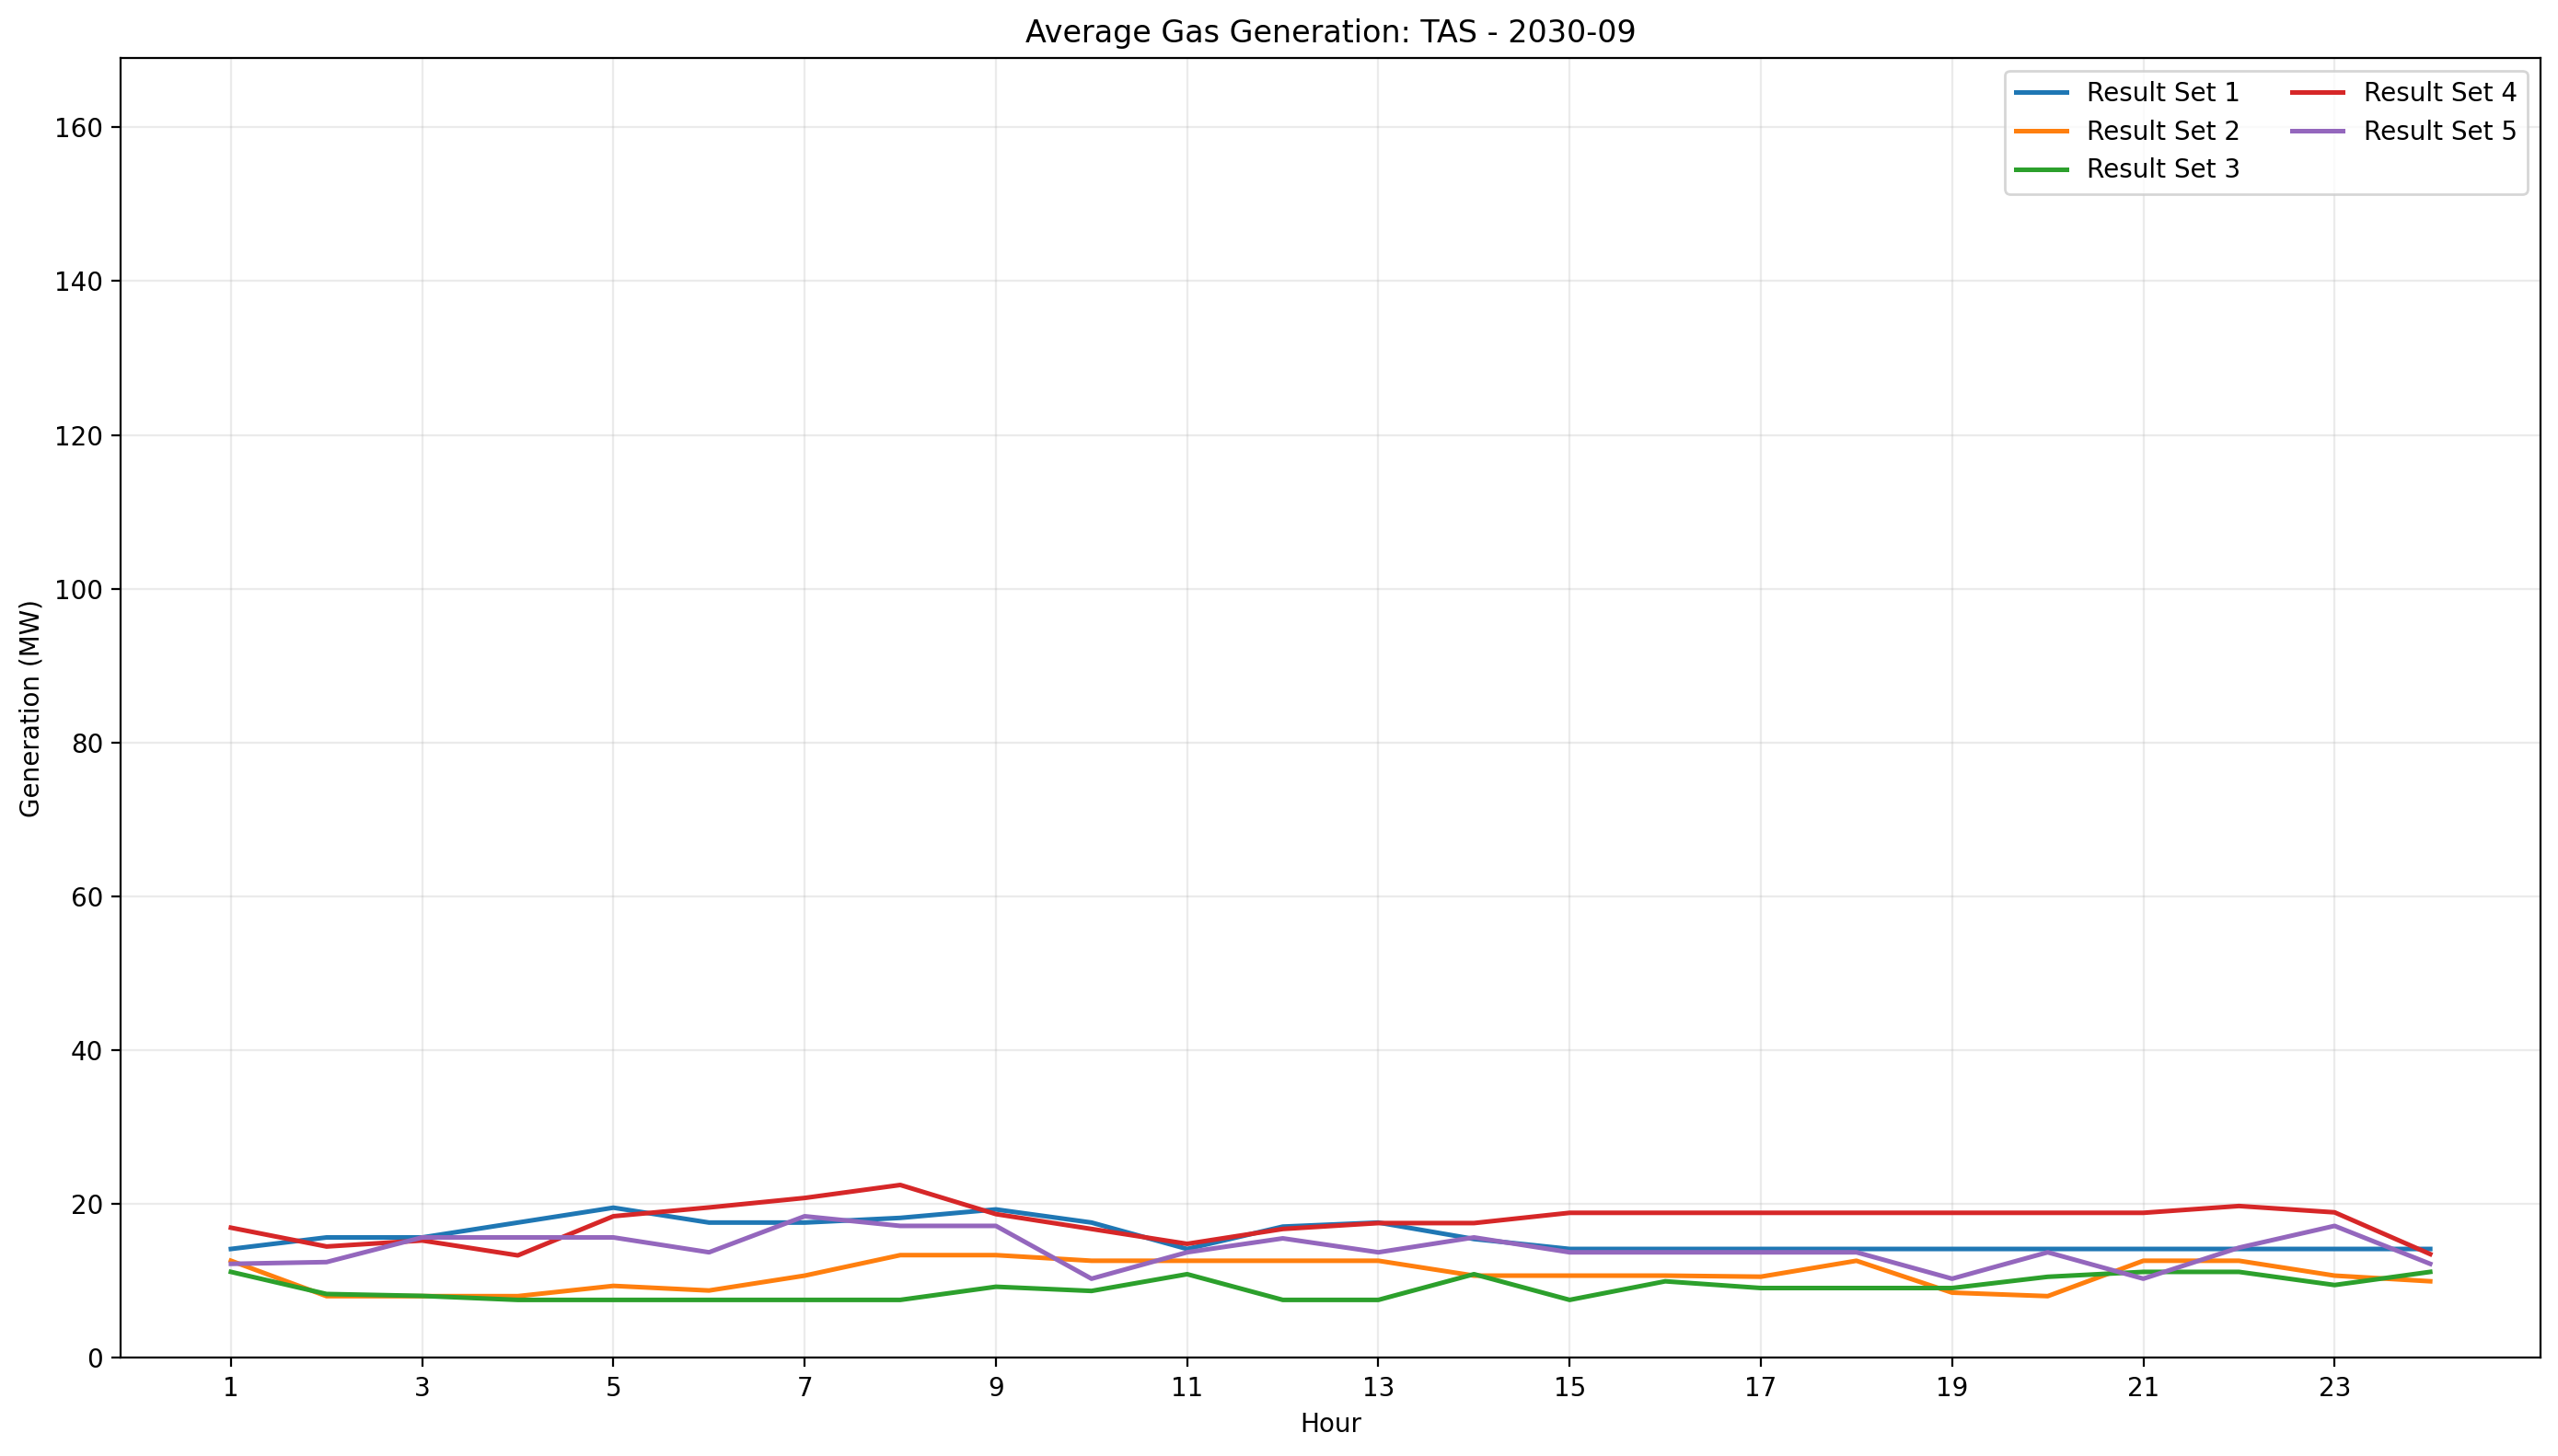 Average Gas Generation: TAS - 2030-09
Result Set 1
Result Set 2
Result Set 3
Result Set 4
Result Set 5
Generation (MW)
160
140
120
100
80
60
40
20
0
1 3 5 7 9 11 13 15 17 19 21 23
Hour